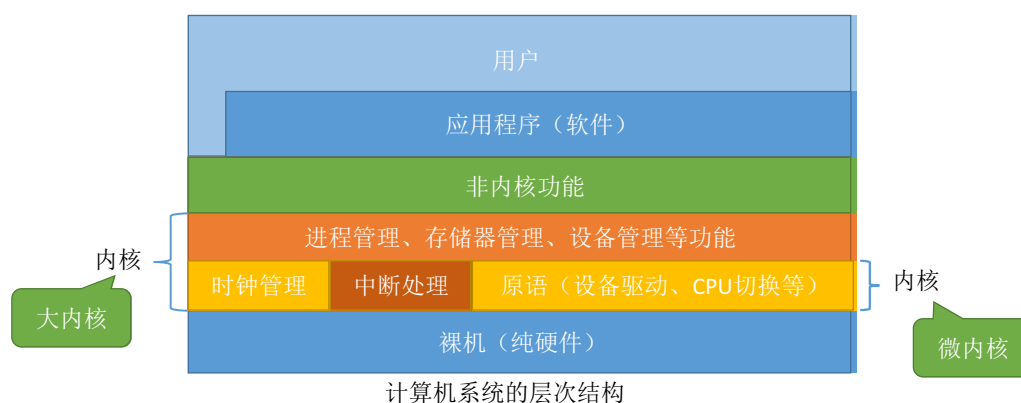 用户
应用程序（软件）
非内核功能
进程管理、存储器管理、设备管理等功能
内核
时钟管理
中断处理
原语（设备驱动、CPU切换等）
内核
大内核
裸机（纯硬件）
微内核
计算机系统的层次结构